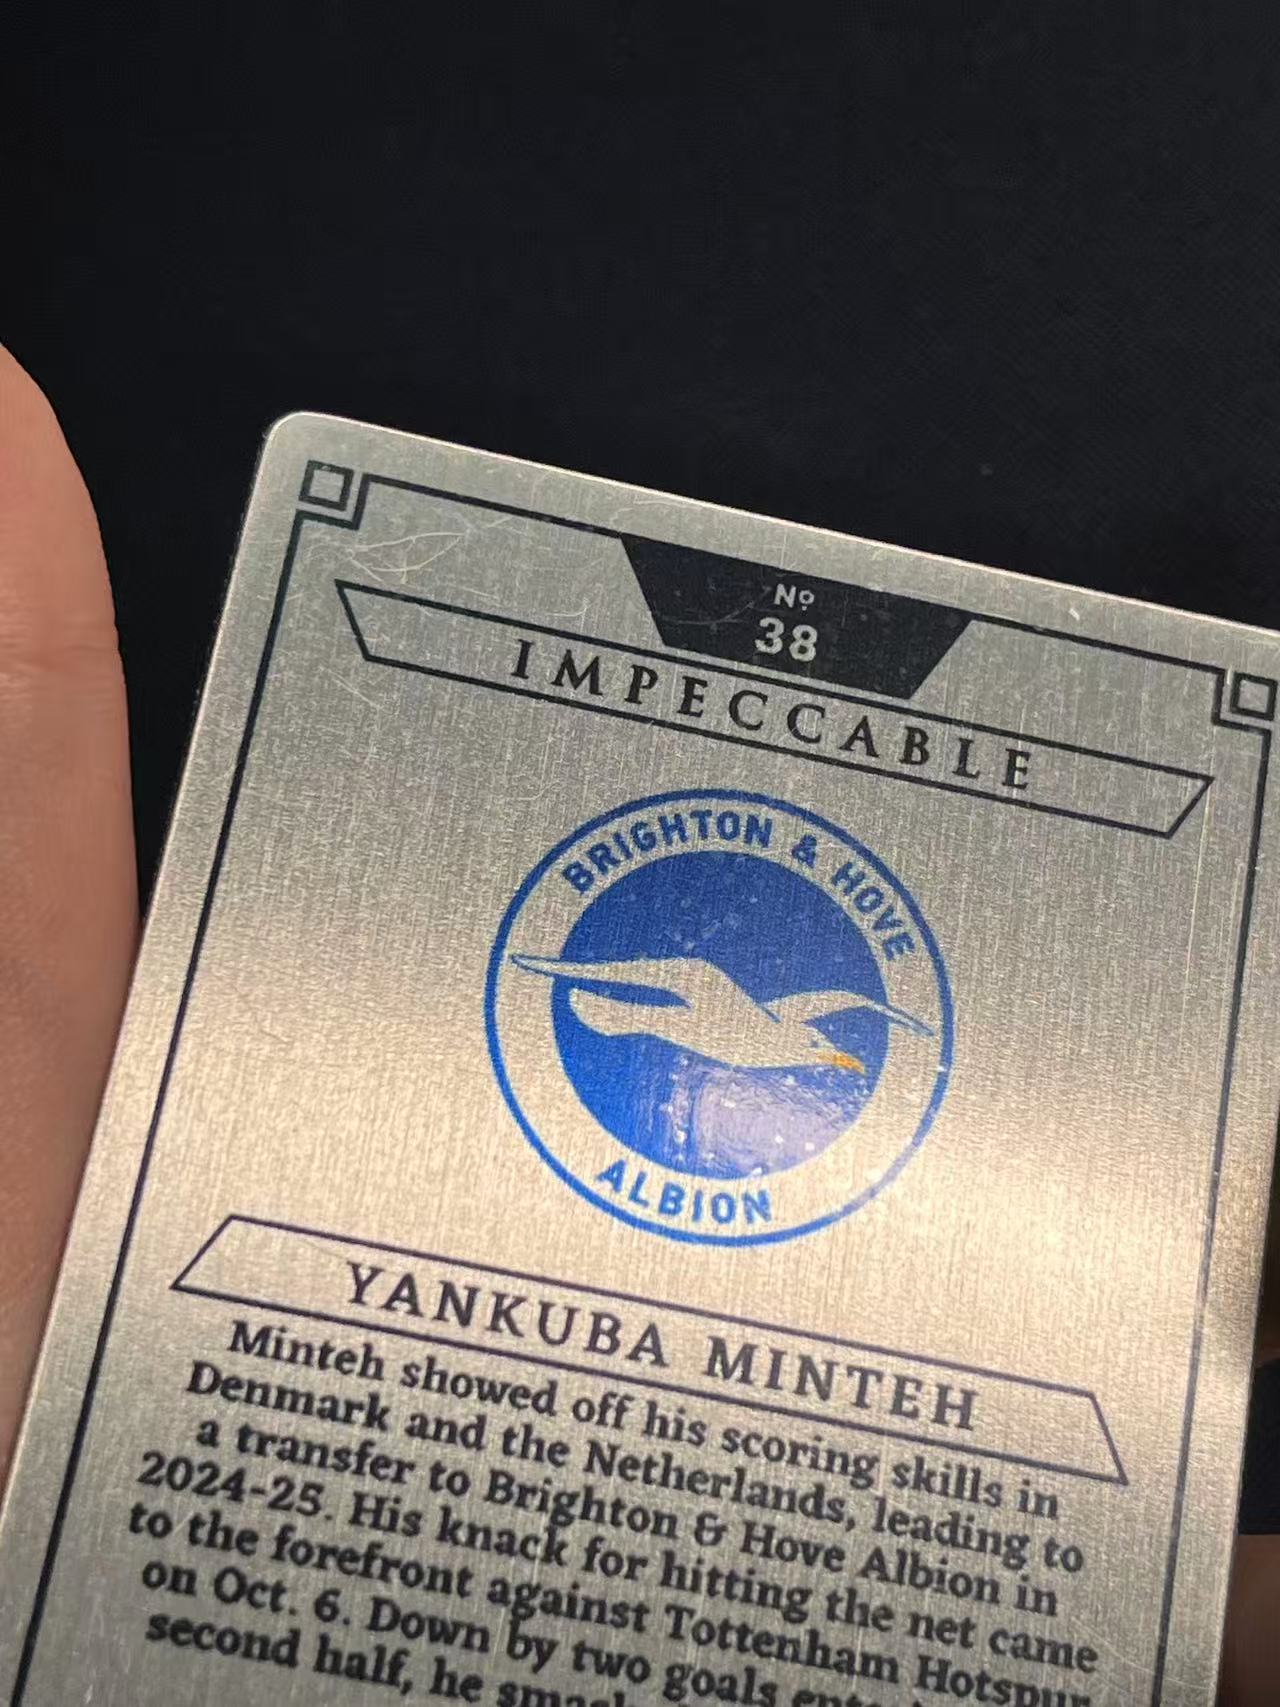 Nº
38
IMPECCABLE
BRIGHTON & HOVE
ALBION
YANKUBA MINTEH
Minteh showed off his scoring skills in
Denmark and the Netherlands, leading to
a transfer to Brighton & Hove Albion in
2024-25. His knack for hitting the net came
to the forefront against Tottenham Hotspur
on Oct. 6. Down by two goals
second half, he